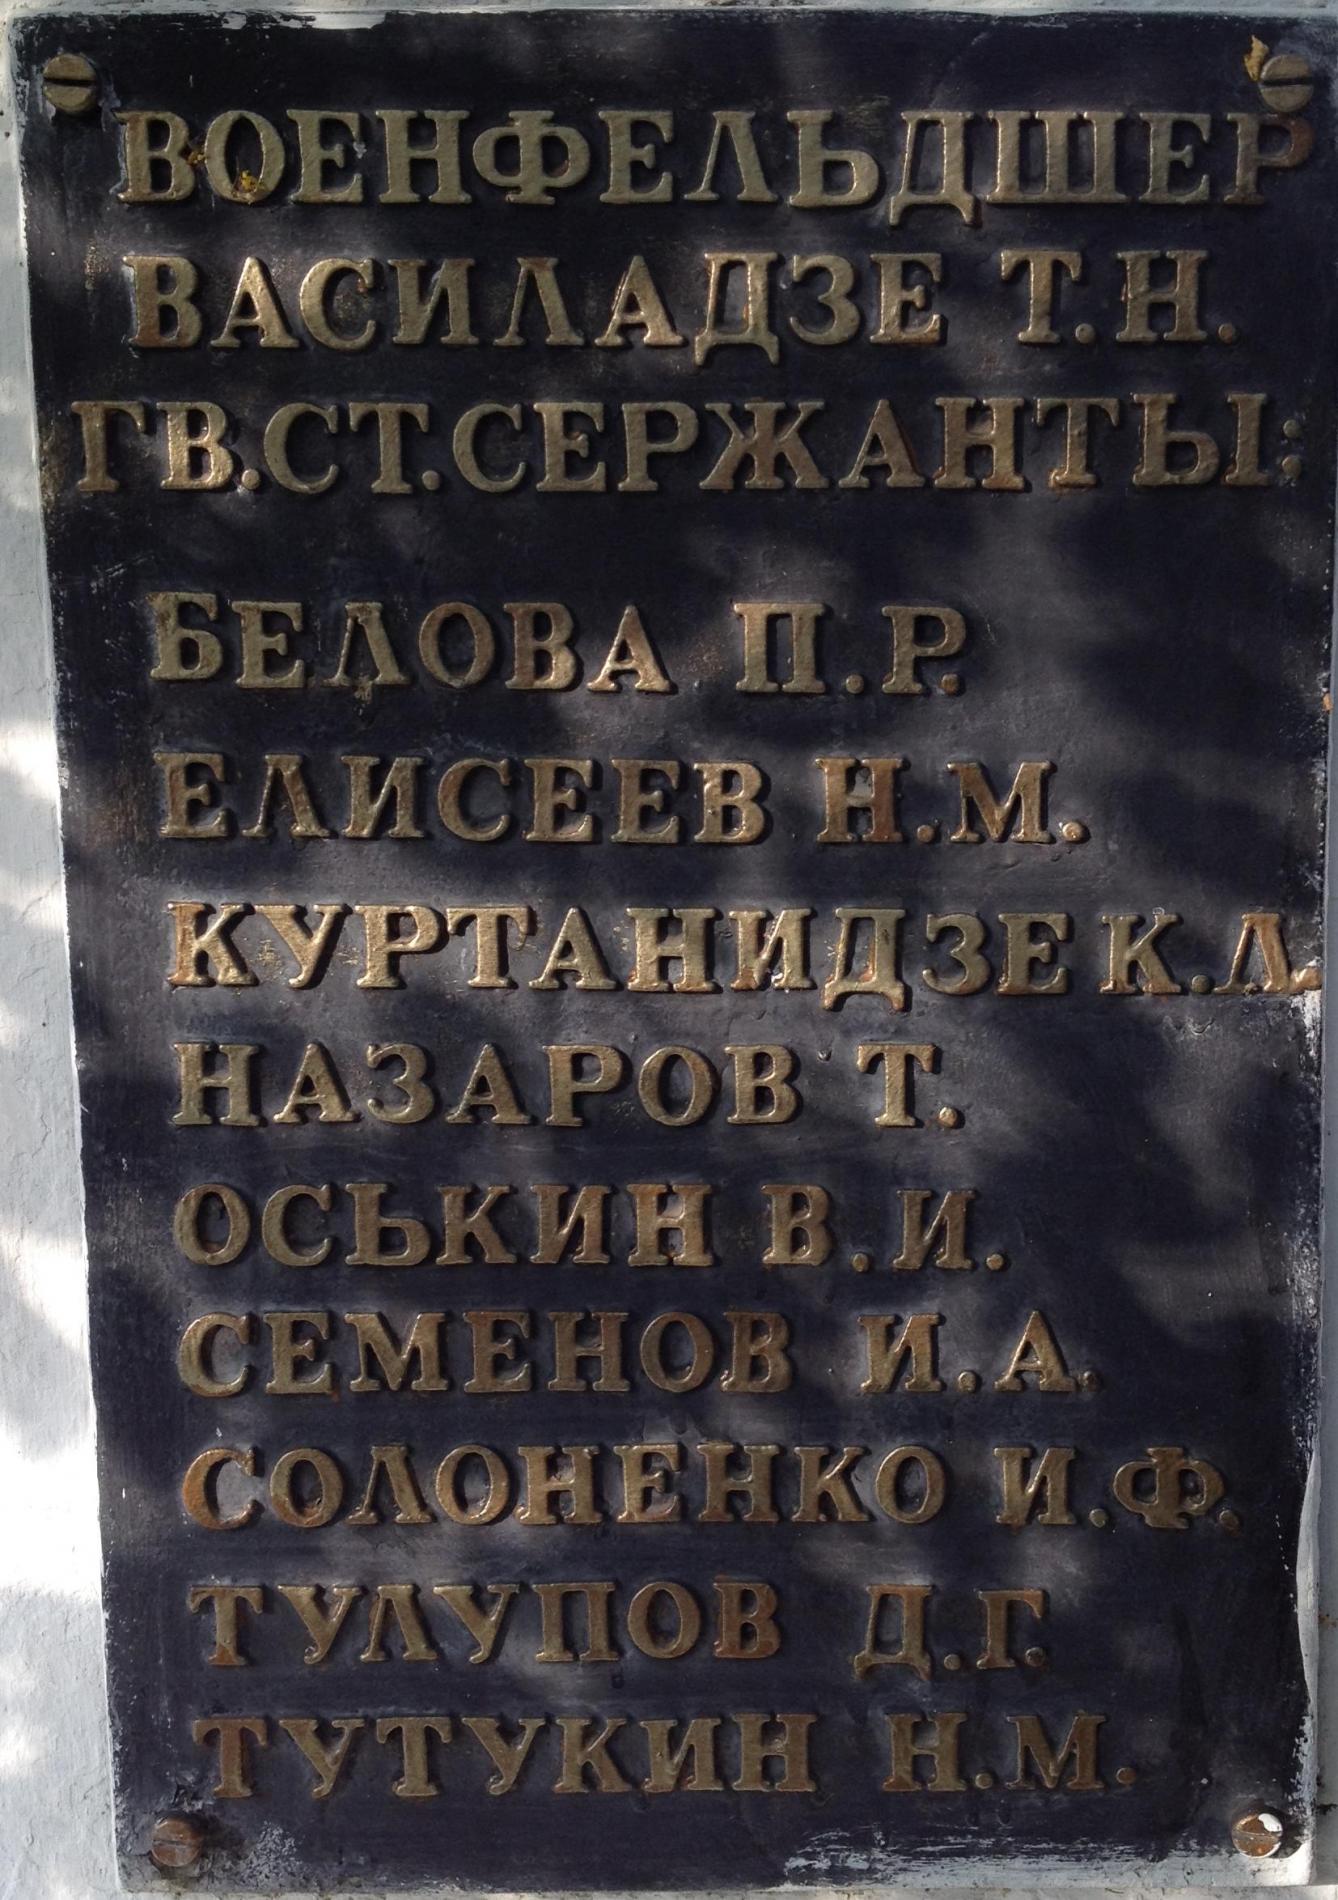 ВОЕНФЕЛЬДШЕР
ВАСИЛАДЗЕ Т.Н.
ГВ.СТ.СЕРЖАНТЫ:
БЕЛОВА П.Р.
ЕЛИСЕЕВ Н.М.
КУРТАНИДЗЕ К.Л.
НАЗАРОВ Т.
ОСЬКИН В.И.
СЕМЕНОВ И.А.
СОЛОНЕНКО И.Ф.
ТУЛУПОВ Д.Г.
ТУТУКИН Н.М.